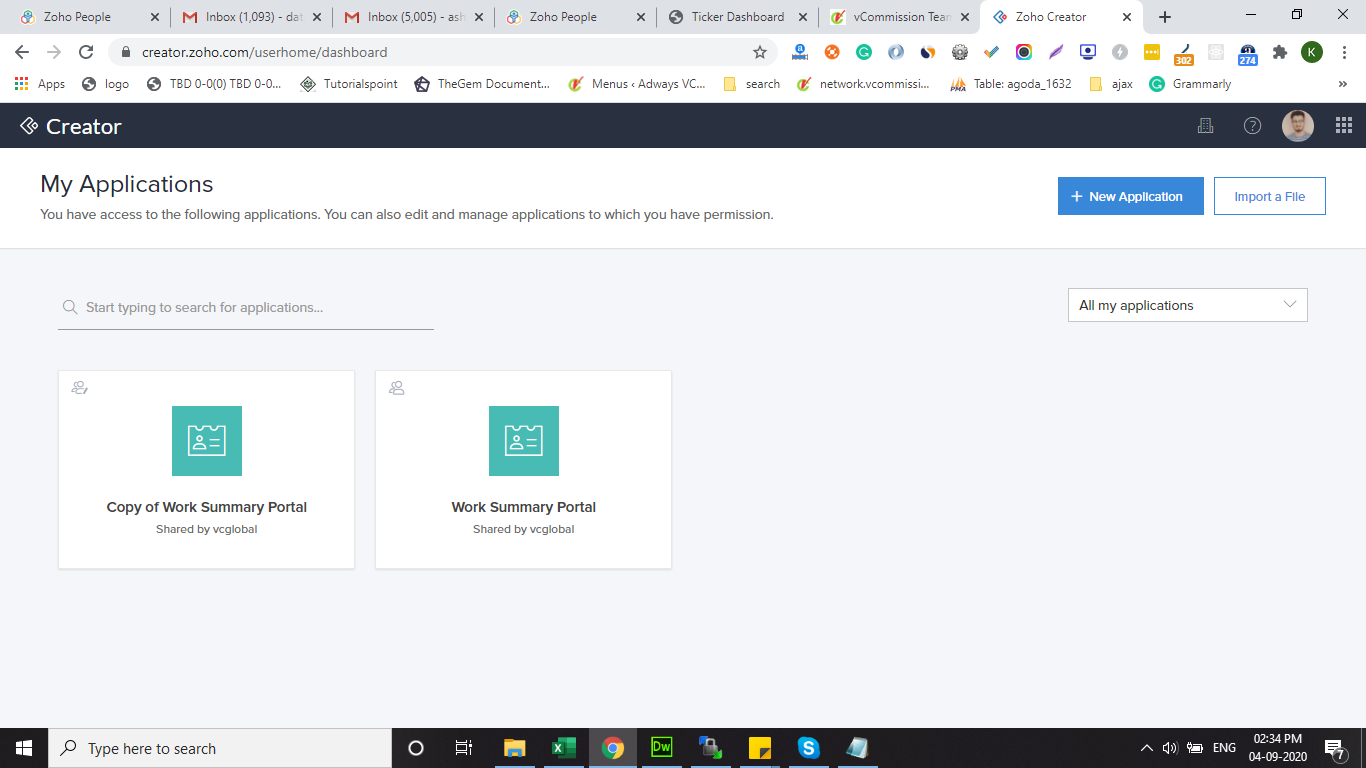 Zoho People
Inbox (1,093) - dat
Inbox (5,005) - ash
Zoho People
Ticker Dashboard
vCommission Team
Zoho Creator
creator.zoho.com/userhome/dashboard
302
274
K
Apps
logo
TBD 0-0(0) TBD 0-0...
Tutorialspoint
TheGem Document...
Menus ‹ Adways VC...
search
network.vcommissi...
PMA
Table: agoda_1632
ajax
Grammarly
»
Creator
My Applications
You have access to the following applications. You can also edit and manage applications to which you have permission.
+ New Application
Import a File
Start typing to search for applications...
All my applications
Copy of Work Summary Portal
Shared by vcglobal
Work Summary Portal
Shared by vcglobal
Type here to search
Dw
ENG
02:34 PM
04-09-2020
7